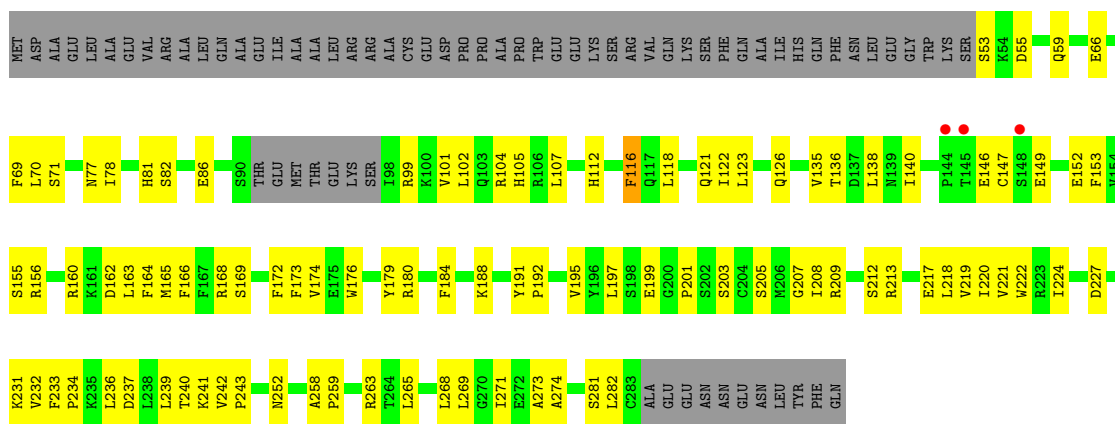 MET ASP ALA GLU LEU ALA GLU VAL ARG ALA LEU GLN ALA GLU ILE ALA ALA LEU ARG ARG ALA CYS GLU ASP PRO PRO ALA PRO TRP GLU GLU LYS SER ARG VAL GLN LYS SER PHE GLN ALA ILE HIS GLN PHE ASN LEU GLU GLY TRP LYS SER S53 K54 D55 Q59 E66
F69 L70 S71 N77 I78 H81 S82 E86 S90 THR GLU MET THR GLU LYS SER I98 R99 K100 V101 L102 Q103 R104 H105 R106 L107 H112 F116 Q117 L118 Q121 I122 L123 Q126 V135 T136 D137 L138 N139 I140 P144 T145 E146 C147 S148 E149 E152 F153 V154
S155 R156 R160 K161 D162 L163 F164 M165 F166 F167 R168 S169 F172 F173 V174 E175 W176 Y179 R180 F184 K188 Y191 P192 V195 Y196 L197 S198 E199 G200 P201 S202 S203 C204 S205 M206 G207 I208 R209 S212 R213 E217 L218 V219 I220 V221 W222 R223 I224 D227
K231 V232 F233 P234 K235 L236 D237 L238 L239 T240 K241 V242 P243 N252 A258 P259 R263 T264 L265 L268 L269 G270 I271 E272 A273 A274 S281 L282 C283 ALA GLU GLU ASN ASN GLU ASN LEU TYR PHE GLN